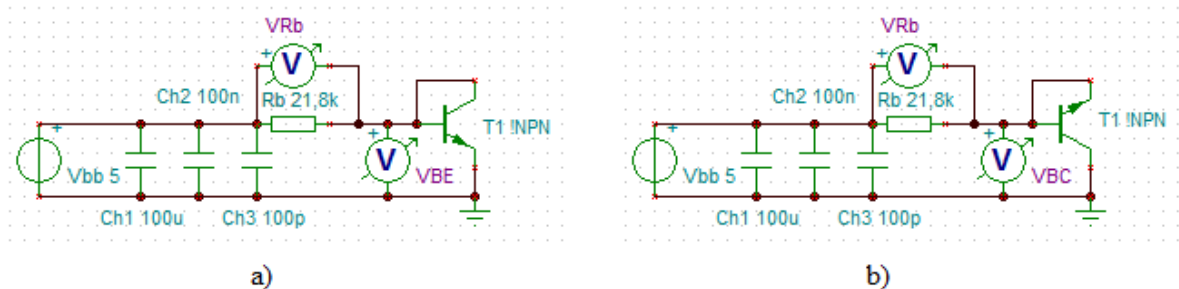 VRb
+
V
Ch2 100n
Rb 21,8k
T1 !NPN
+
+
V
Vbb 5
VBE
Ch1 100u
Ch3 100p
a)
VRb
+
V
Ch2 100n
Rb 21,8k
T1 !NPN
+
+
V
Vbb 5
VBC
Ch1 100u
Ch3 100p
b)